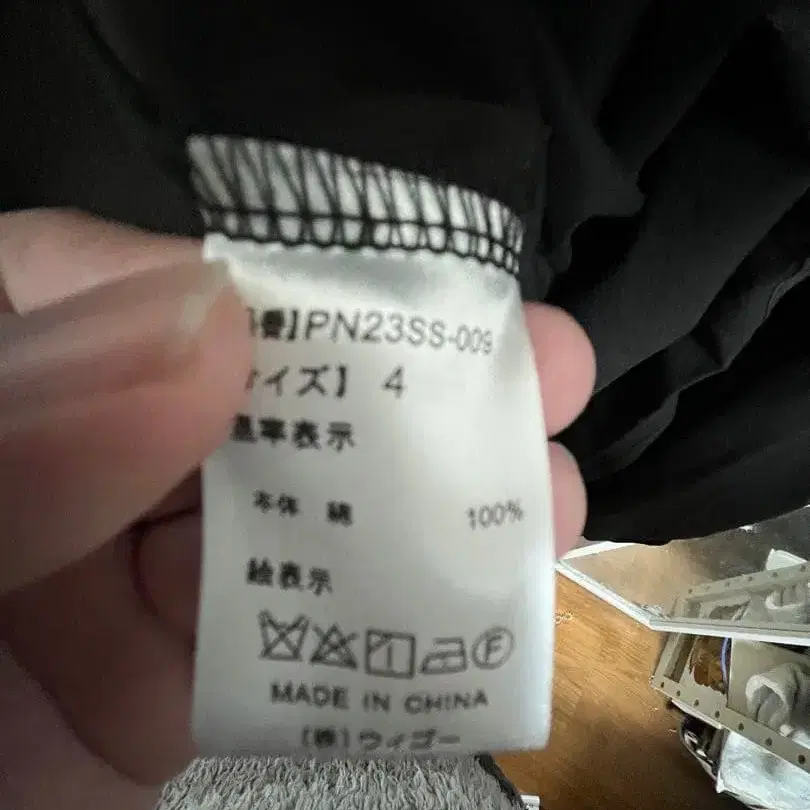 番】PN23SS-009
イズ】 4
混率表示
本体 綿 100%
絵表示
F
MADE IN CHINA
(株)ウィゴー